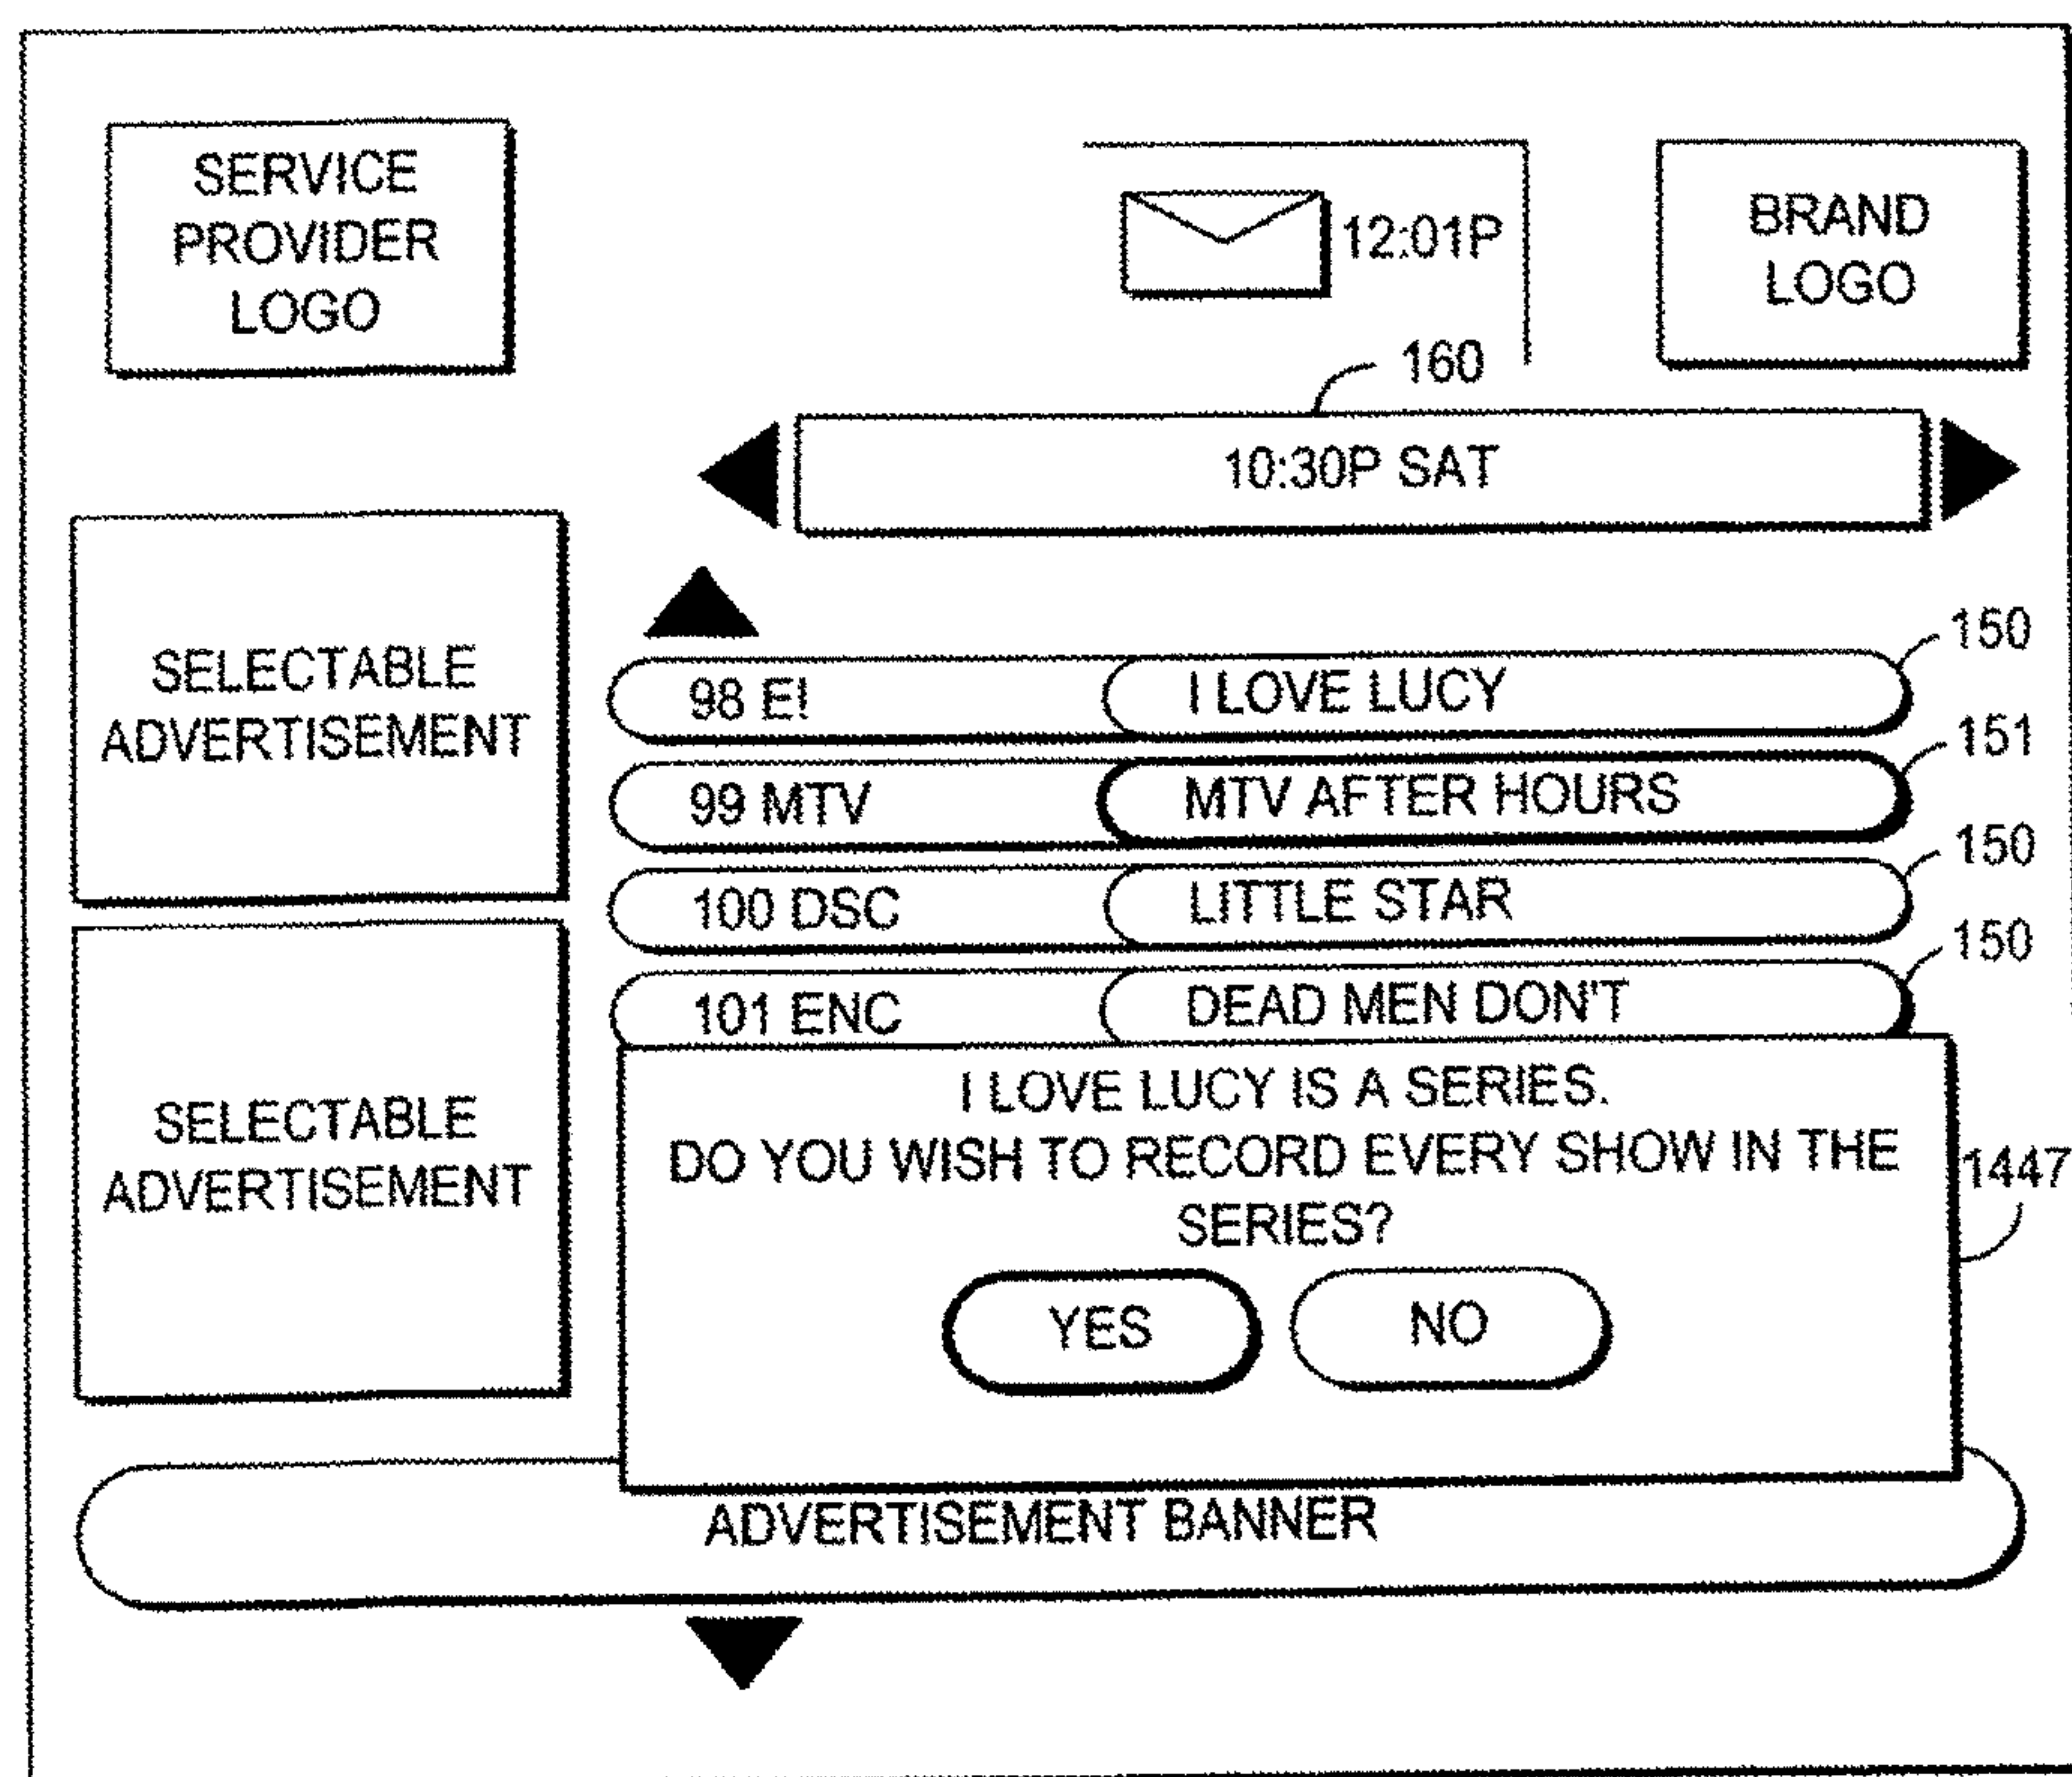 SERVICE
PROVIDER
LOGO
12:01P
BRAND
LOGO
160
10:30P SAT
SELECTABLE
ADVERTISEMENT
98 E! I LOVE LUCY 150
99 MTV MTV AFTER HOURS 151
100 DSC LITTLE STAR 150
101 ENC DEAD MEN DON'T 150
SELECTABLE
ADVERTISEMENT
I LOVE LUCY IS A SERIES.
DO YOU WISH TO RECORD EVERY SHOW IN THE
SERIES?
1447
YES NO
ADVERTISEMENT BANNER